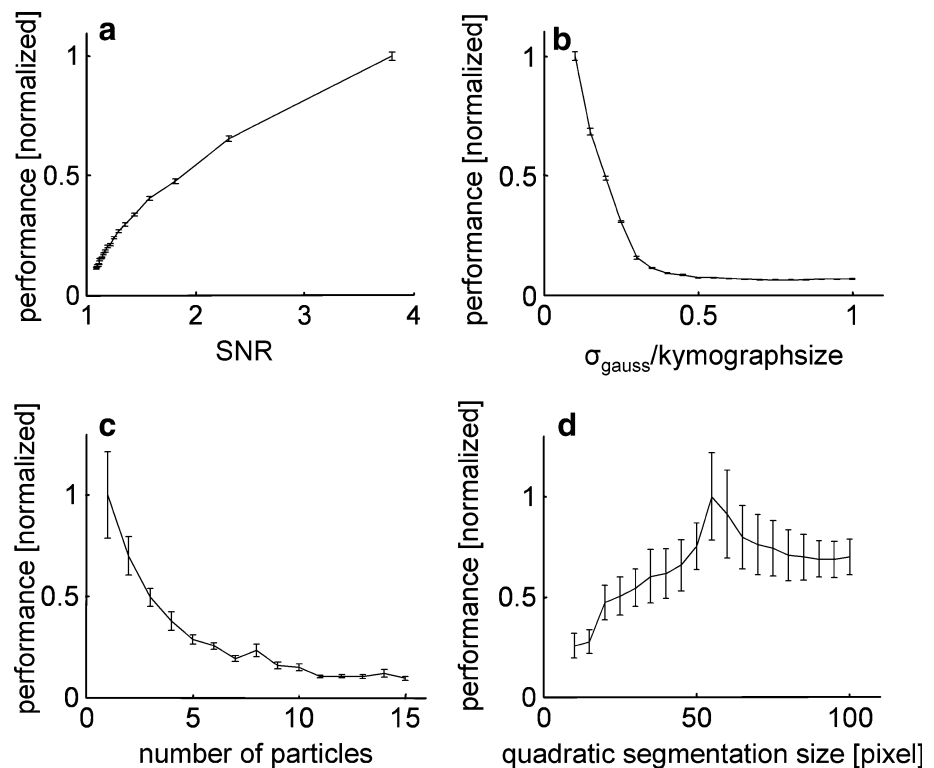 a
performance [normalized]
1
0.5
0
1
2
3
4
SNR
b
performance [normalized]
1
0.5
0
0
0.5
1
σgauss/kymographsize
c
performance [normalized]
1
0.5
0
0
5
10
15
number of particles
d
performance [normalized]
1
0.5
0
0
50
100
quadratic segmentation size [pixel]